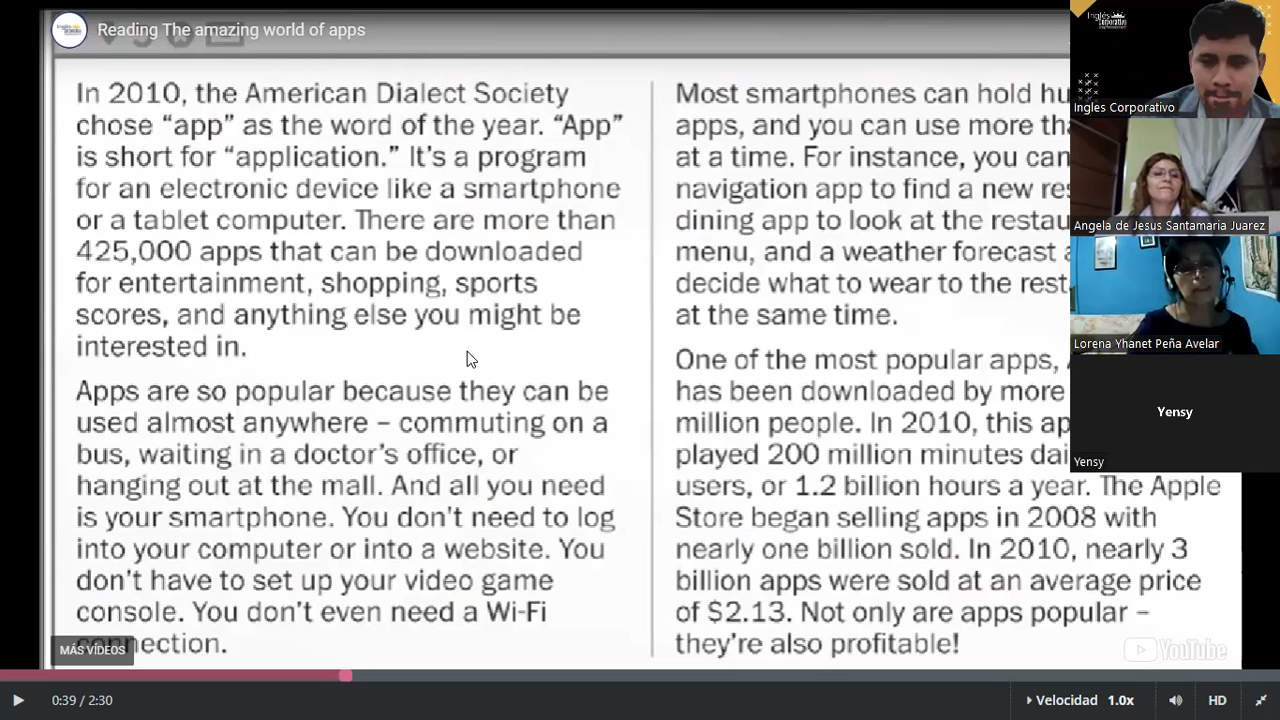 Reading The amazing world of apps
In 2010, the American Dialect Society
chose “app” as the word of the year. “App”
is short for “application.” It’s a program
for an electronic device like a smartphone
or a tablet computer. There are more than
425,000 apps that can be downloaded
for entertainment, shopping, sports
scores, and anything else you might be
interested in.
Apps are so popular because they can be
used almost anywhere – commuting on a
bus, waiting in a doctor’s office, or
hanging out at the mall. And all you need
is your smartphone. You don’t need to log
into your computer or into a website. You
don’t have to set up your video game
console. You don’t even need a Wi-Fi
connection.
Most smartphones can hold hu
apps, and you can use more tha
at a time. For instance, you can
navigation app to find a new res
dining app to look at the restau
menu, and a weather forecast a
decide what to wear to the rest
at the same time.
One of the most popular apps,
has been downloaded by more
million people. In 2010, this ap
played 200 million minutes dai
users, or 1.2 billion hours a year. The Apple
Store began selling apps in 2008 with
nearly one billion sold. In 2010, nearly 3
billion apps were sold at an average price
of $2.13. Not only are apps popular –
they’re also profitable!
MÁS VÍDEOS
YouTube
0:39 / 2:30
Velocidad 1.0x
HD
Inglés
Corporativo
Ingles Corporativo
Angela de Jesus Santamaria Juarez
Lorena Yhanet Peña Avelar
Yensy
Yensy